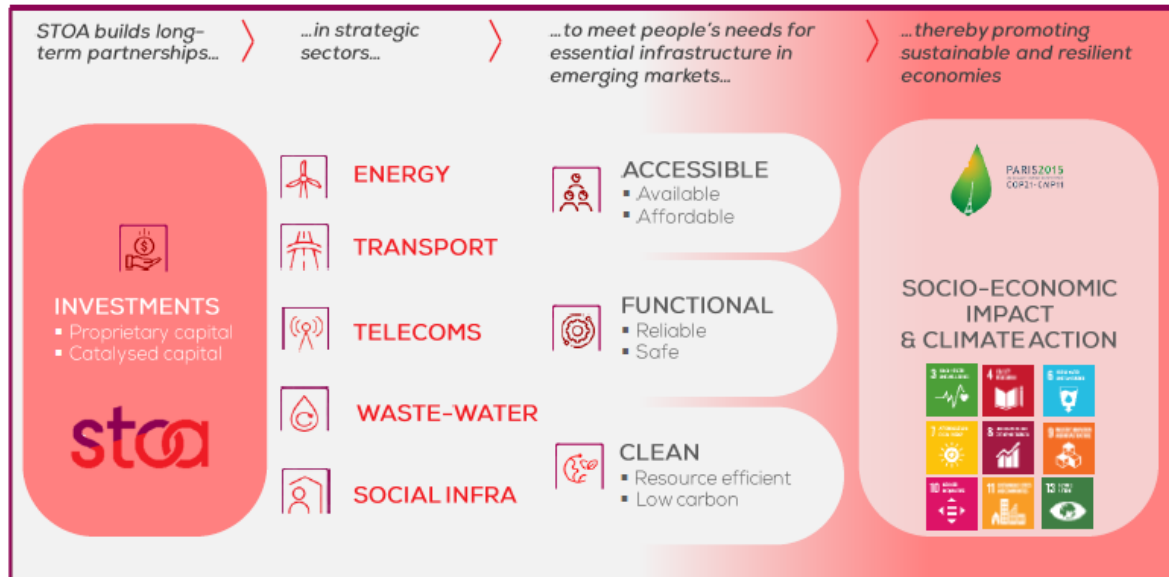 STOA builds long-
term partnerships...
...in strategic
sectors...
...to meet people's needs for
essential infrastructure in
emerging markets...
...thereby promoting
sustainable and resilient
economies
INVESTMENTS
▪ Proprietary capital
▪ Catalysed capital
stoa
ENERGY
TRANSPORT
TELECOMS
WASTE-WATER
SOCIAL INFRA
ACCESSIBLE
▪ Available
▪ Affordable
FUNCTIONAL
▪ Reliable
▪ Safe
CLEAN
▪ Resource efficient
▪ Low carbon
PARIS2015
COP21·CMP11
SOCIO-ECONOMIC
IMPACT
& CLIMATE ACTION
3
4
6
7
8
9
10
11
13